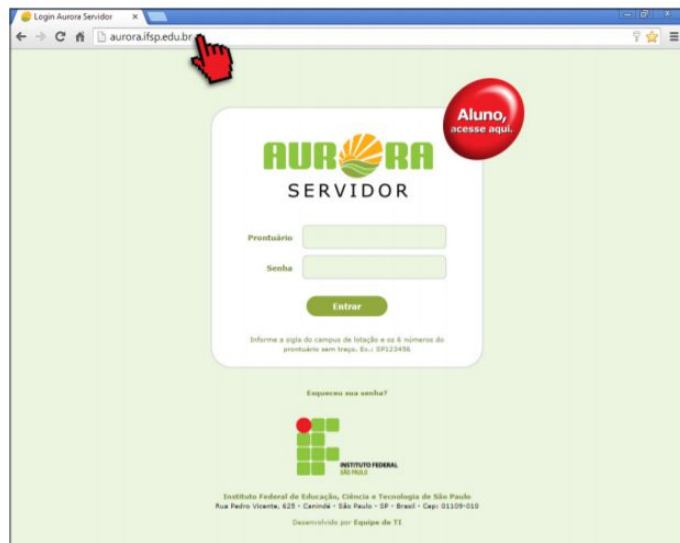 Login Aurora Servidor
aurora.ifsp.edu.br
Aluno,
acesse aqui.
AURORA
SERVIDOR
Prontuário
Senha
Entrar
Informe a sigla do campus de lotação e os 6 números do
prontuário sem traço. Ex.: SP123456
Esqueceu sua senha?
INSTITUTO FEDERAL
SÃO PAULO
Instituto Federal de Educação, Ciência e Tecnologia de São Paulo
Rua Pedro Vicente, 625 - Canindé - São Paulo - SP - Brasil - Cep: 01109-010
Desenvolvido por Equipe de TI